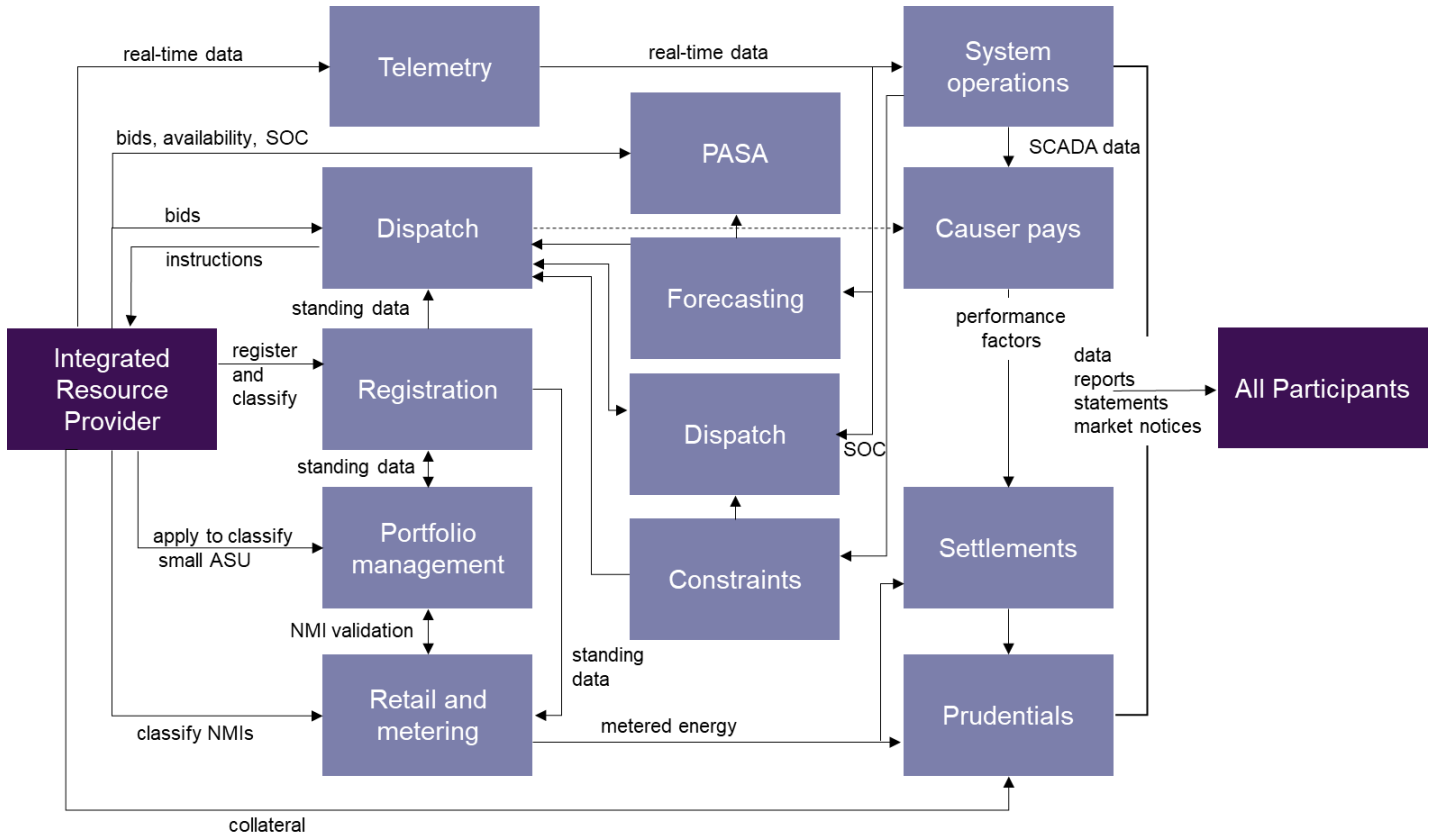 real-time data
Telemetry
real-time data
System
operations
bids, availability, SOC
PASA
SCADA data
bids
Dispatch
Causer pays
instructions
standing data
Forecasting
performance
factors
Integrated
Resource
Provider
register
and
classify
Registration
data
reports
statements
market notices
All Participants
Dispatch
SOC
standing data
apply to classify
small ASU
Portfolio
management
Constraints
Settlements
NMI validation
standing
data
Retail and
metering
classify NMIs
metered energy
Prudentials
collateral